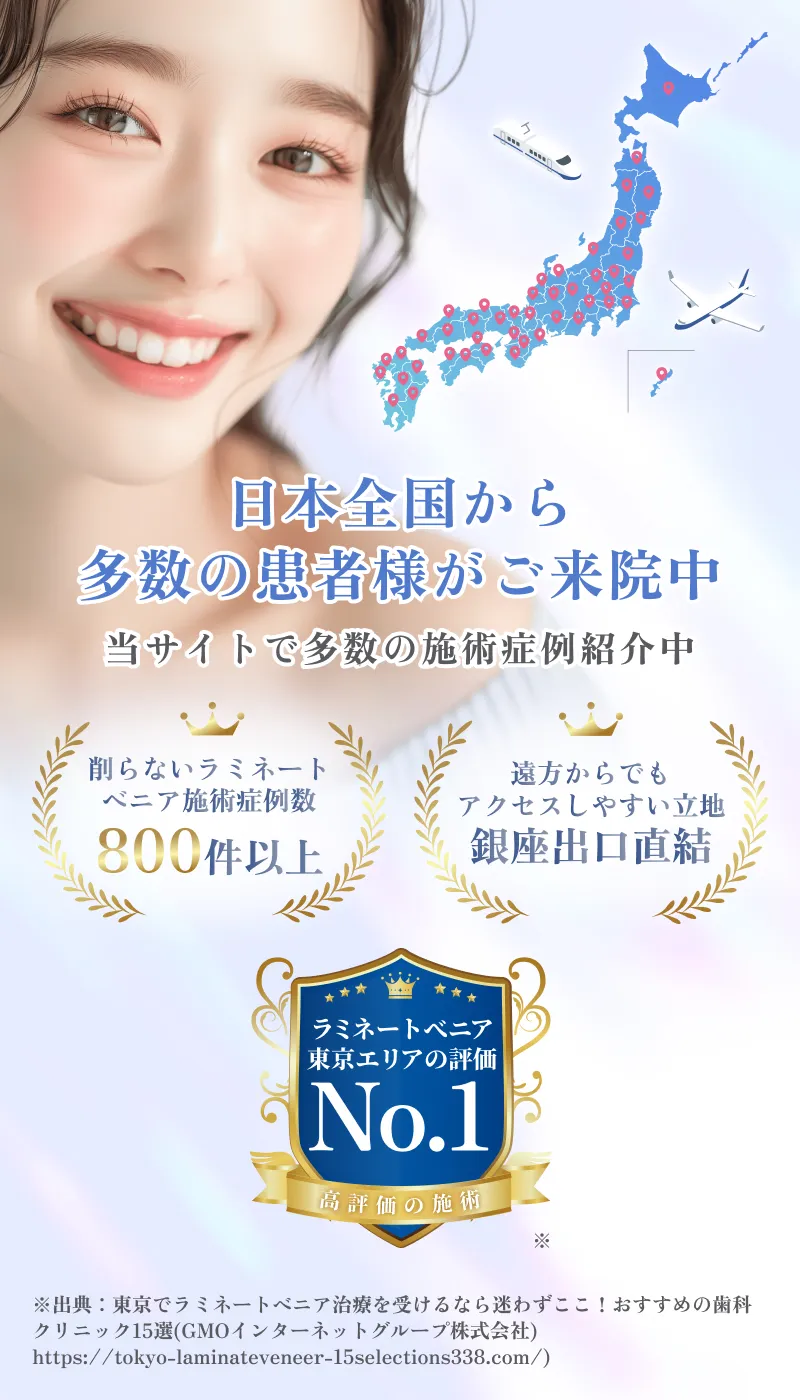 日本全国から
多数の患者様がご来院中
当サイトで多数の施術症例紹介中
削らないラミネート
ベニア施術症例数
800件以上
遠方からでも
アクセスしやすい立地
銀座出口直結
ラミネートベニア
東京エリアの評価
No.1
高評価の施術
※
※出典：東京でラミネートベニア治療を受けるなら迷わずここ！おすすめの歯科
クリニック15選(GMOインターネットグループ株式会社)
https://tokyo-laminateveneer-15selections338.com/)